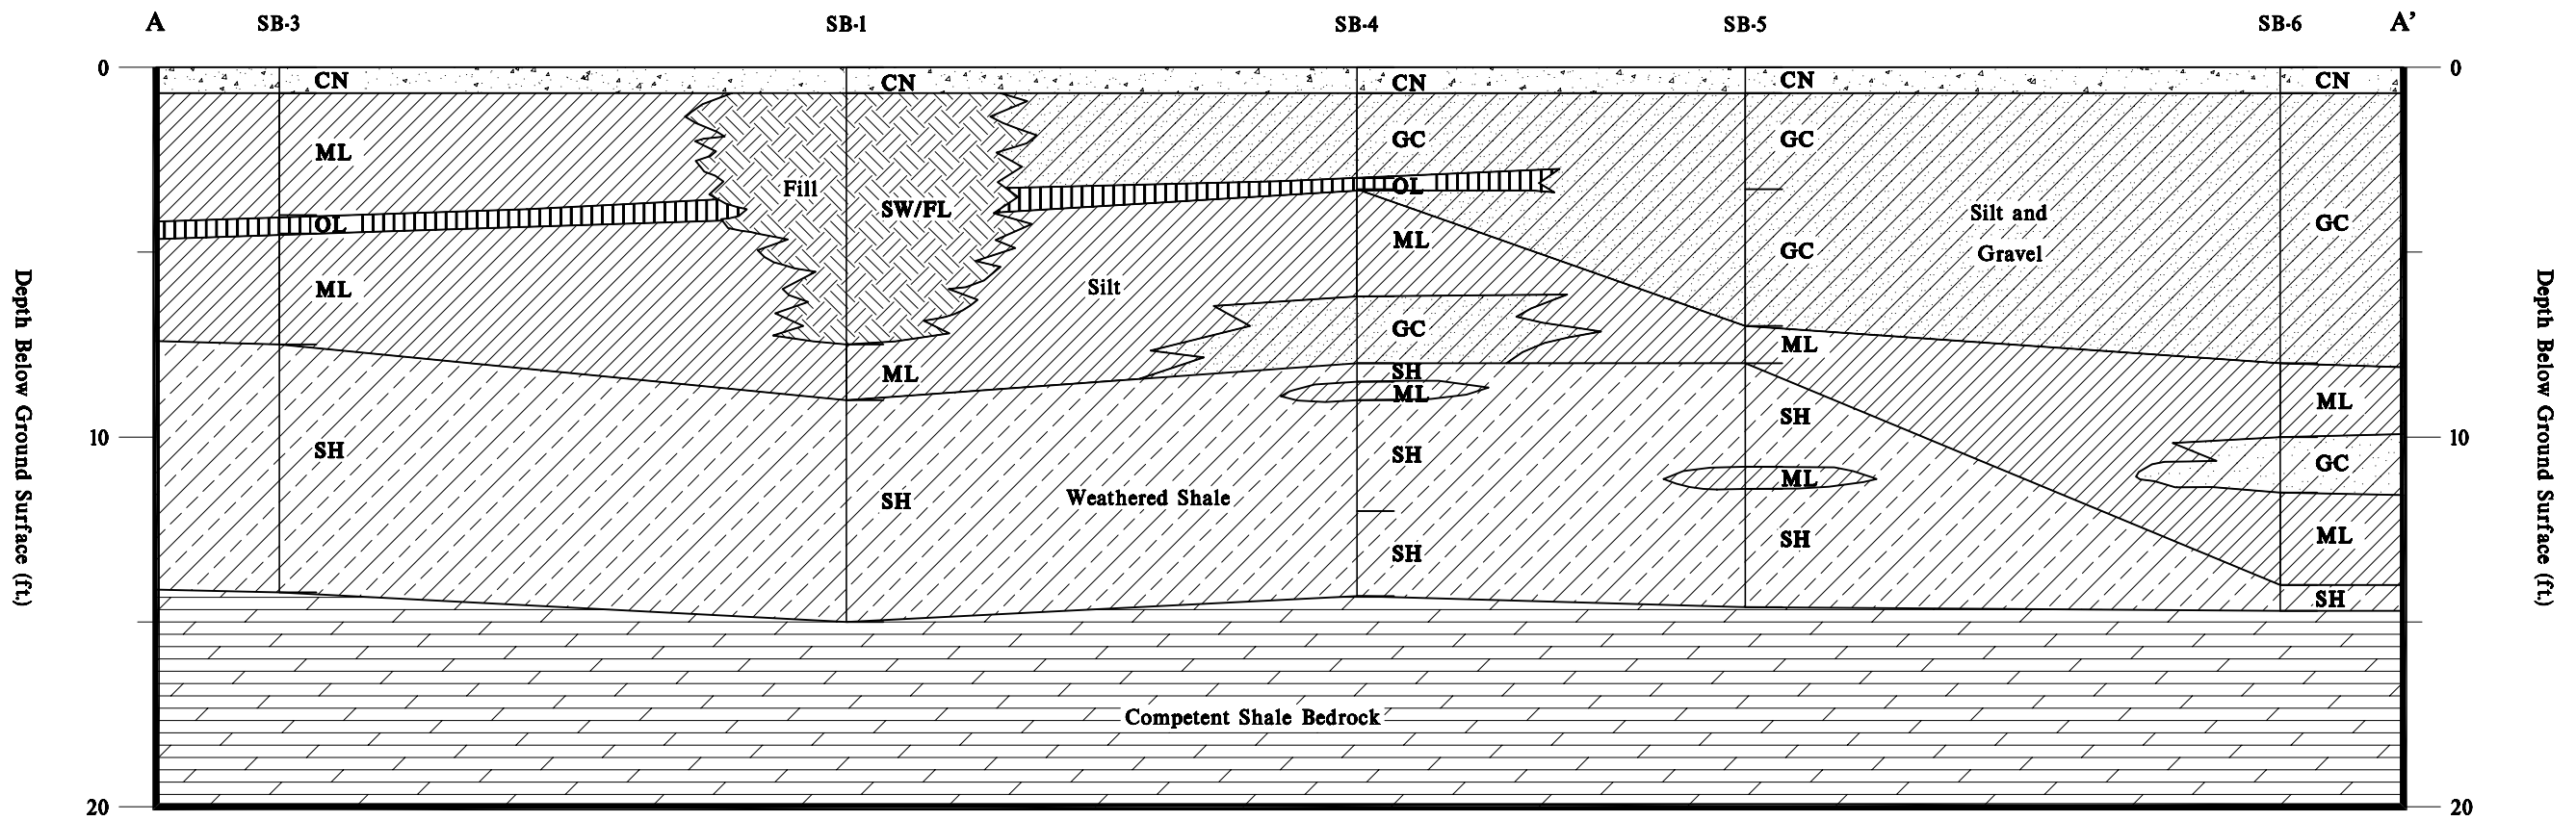 A SB-3 SB-1 SB-4 SB-5 SB-6 A’
0 0
CN CN CN CN CN
ML GC GC
Fill
OL SW/FL OL Silt and GC
ML ML GC Gravel
ML Silt
GC
ML ML
SH
ML
SH ML
SH GC
SH SH
ML
SH Weathered Shale
SH SH ML
SH
10 10
Competent Shale Bedrock
20 20
Depth Below Ground Surface (ft.)
Depth Below Ground Surface (ft.)